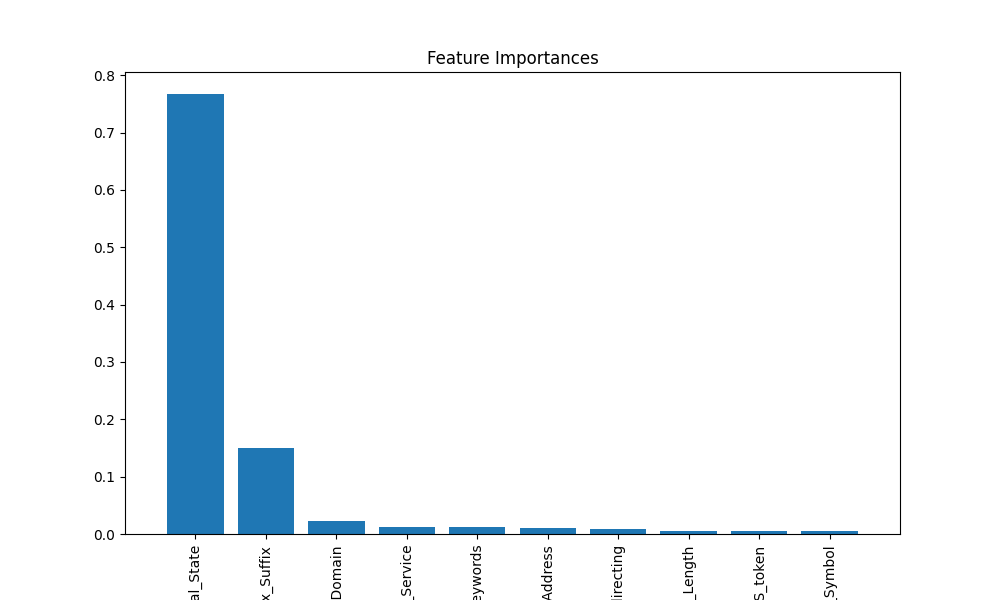 Feature Importances
0.8
0.7
0.6
0.5
0.4
0.3
0.2
0.1
0.0
al_State
x_Suffix
Domain
_Service
eywords
Address
directing
_Length
S_token
_Symbol